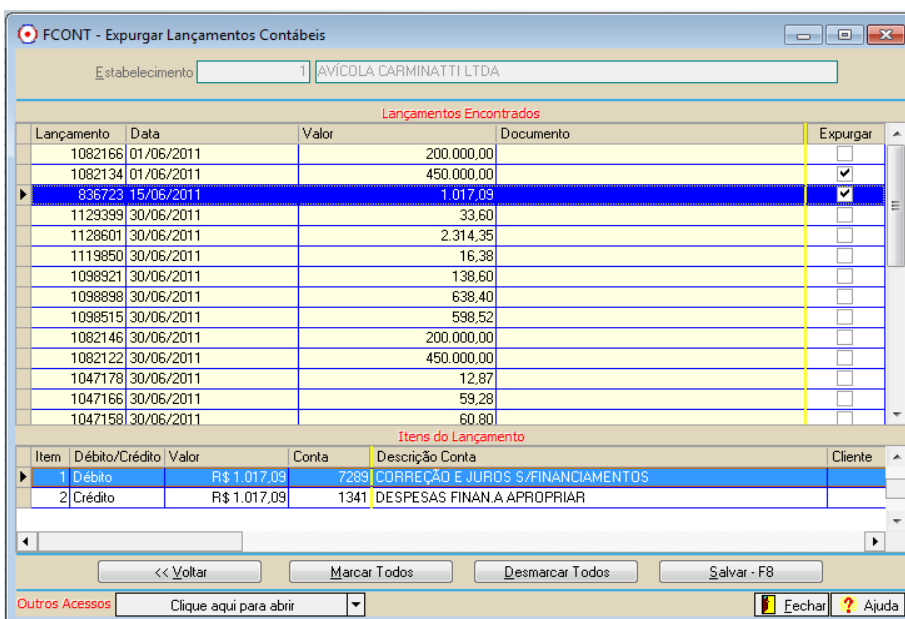 FCONT - Expurgar Lançamentos Contábeis
Estabelecimento 1 AVÍCOLA CARMINATTI LTDA
Lançamentos Encontrados
Lançamento Data Valor Documento Expurgar
1082166 01/06/2011 200.000,00
1082134 01/06/2011 450.000,00
836723 15/06/2011 1.017,09
1129399 30/06/2011 33,60
1128601 30/06/2011 2.314,35
1119850 30/06/2011 16,38
1098921 30/06/2011 138,60
1098898 30/06/2011 638,40
1098515 30/06/2011 598,52
1082146 30/06/2011 200.000,00
1082122 30/06/2011 450.000,00
1047178 30/06/2011 12,87
1047166 30/06/2011 59,28
1047158 30/06/2011 60,80
Itens do Lançamento
Item Débito/Crédito Valor Conta Descrição Conta Cliente
1 Débito R$ 1.017,09 7289 CORREÇÃO E JUROS S/FINANCIAMENTOS
2 Crédito R$ 1.017,09 1341 DESPESAS FINAN.A APROPRIAR
<< Voltar Marcar Todos Desmarcar Todos Salvar - F8
Outros Acessos Clique aqui para abrir Fechar ? Ajuda